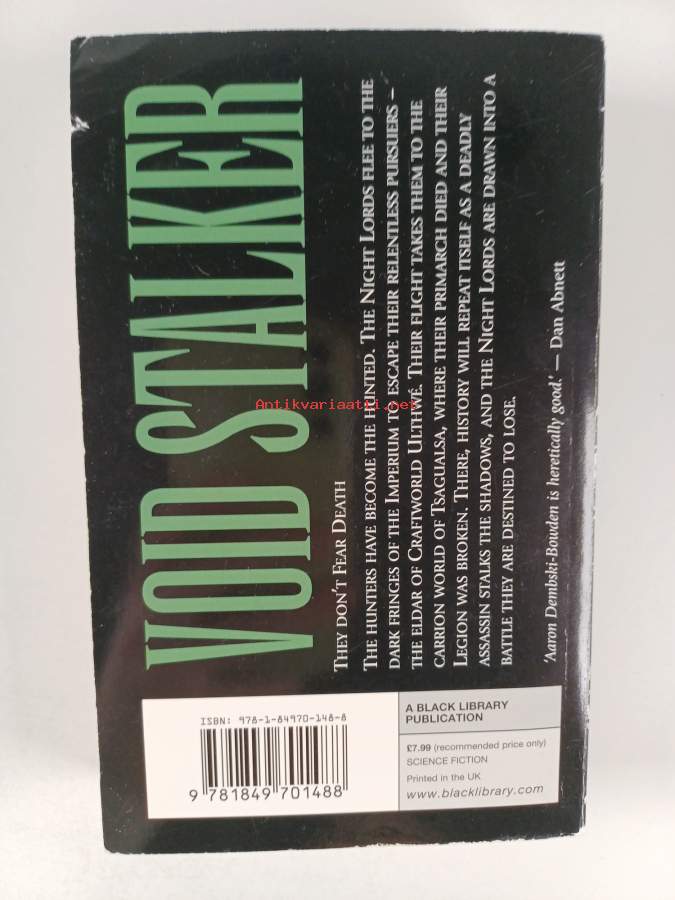 VOID STALKER
THEY DON'T FEAR DEATH
THE HUNTERS HAVE BECOME THE HUNTED. THE NIGHT LORDS FLEE TO THE
DARK FRINGES OF THE IMPERIUM TO ESCAPE THEIR RELENTLESS PURSUERS –
THE ELDAR OF CRAFTWORLD ULTHWÉ. THEIR FLIGHT TAKES THEM TO THE
CARRION WORLD OF TSAGUALSA, WHERE THEIR PRIMARCH DIED AND THEIR
LEGION WAS BROKEN. THERE, HISTORY WILL REPEAT ITSELF AS A DEADLY
ASSASSIN STALKS THE SHADOWS, AND THE NIGHT LORDS ARE DRAWN INTO A
BATTLE THEY ARE DESTINED TO LOSE.
'Aaron Dembski-Bowden is heretically good.' — Dan Abnett
ISBN: 978-1-84970-148-8
9 781849 701488
A BLACK LIBRARY
PUBLICATION
£7.99 (recommended price only)
SCIENCE FICTION
Printed in the UK
www.blacklibrary.com
Antikvariaatti.net